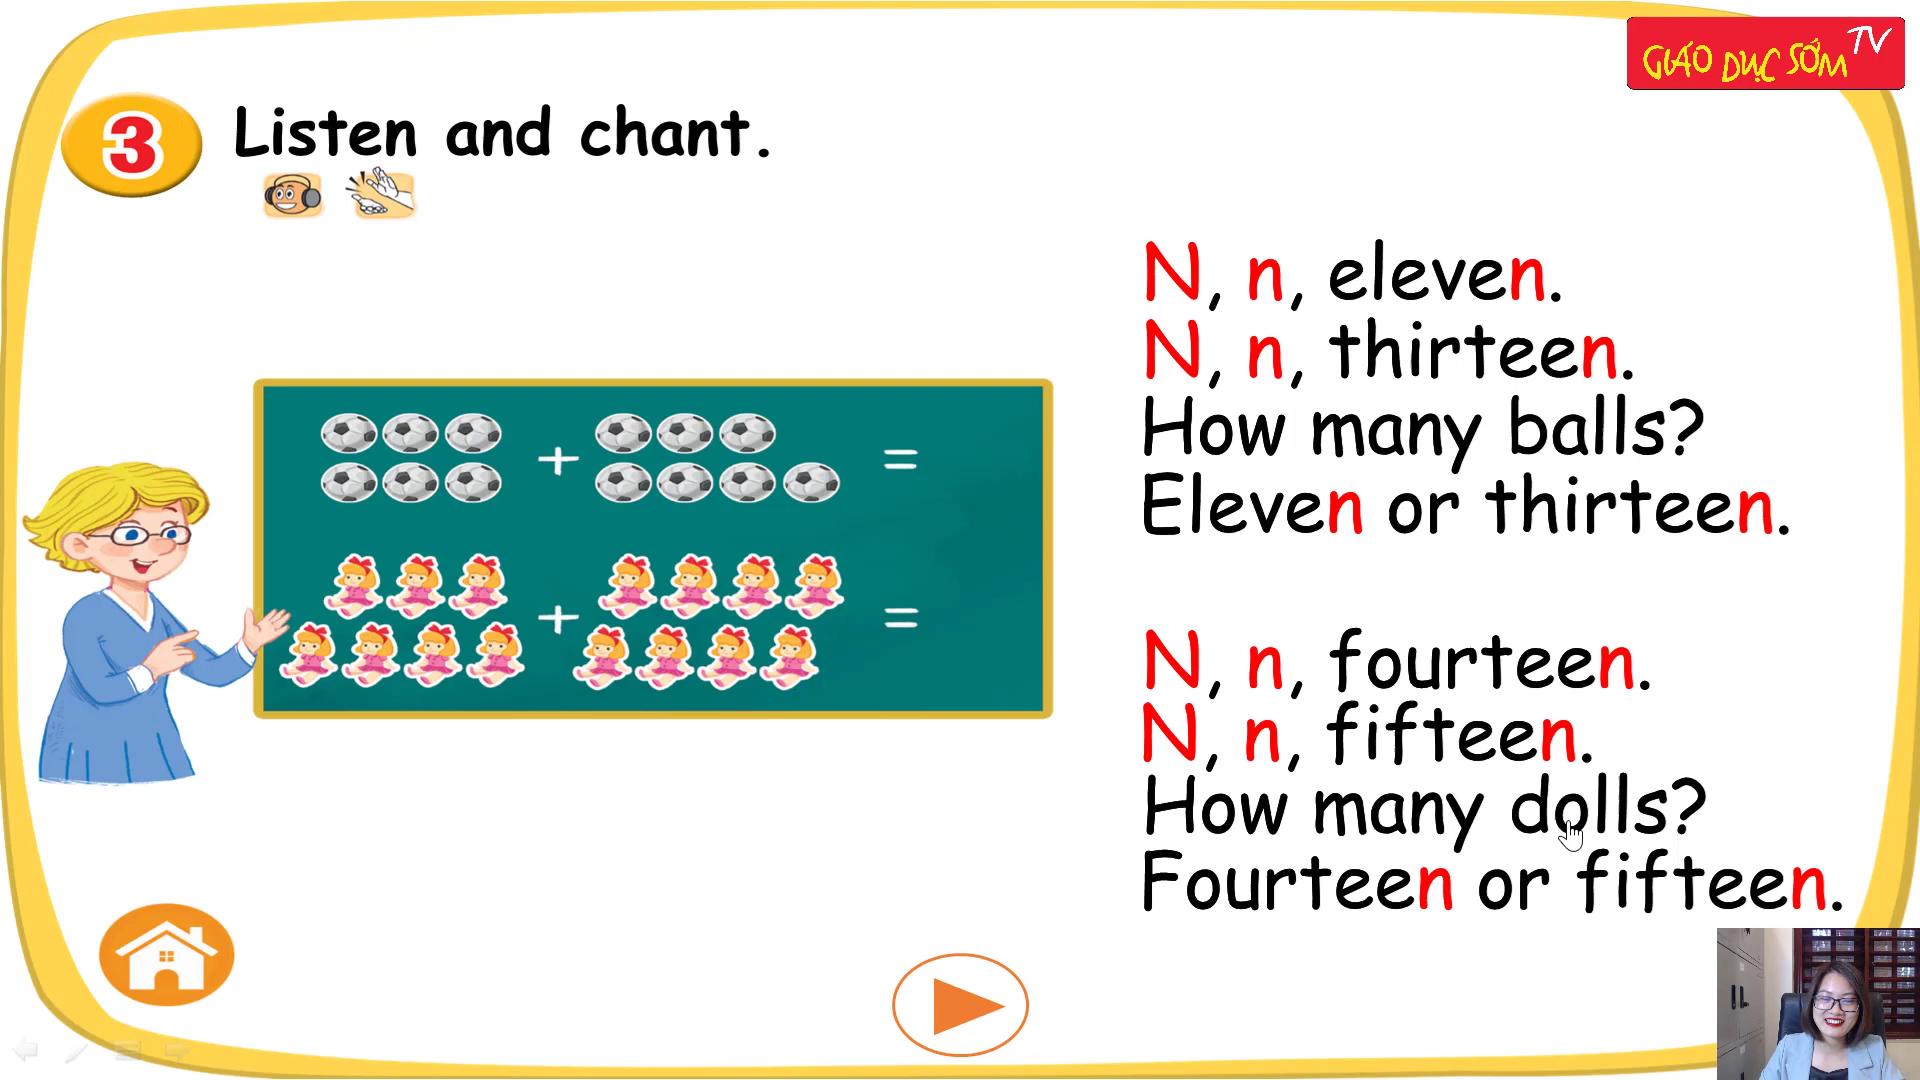 GIÁO DỤC SỚM TV
3 Listen and chant.
N, n, eleven.
N, n, thirteen.
How many balls?
Eleven or thirteen.
+ =
+ =
N, n, fourteen.
N, n, fifteen.
How many dolls?
Fourteen or fifteen.